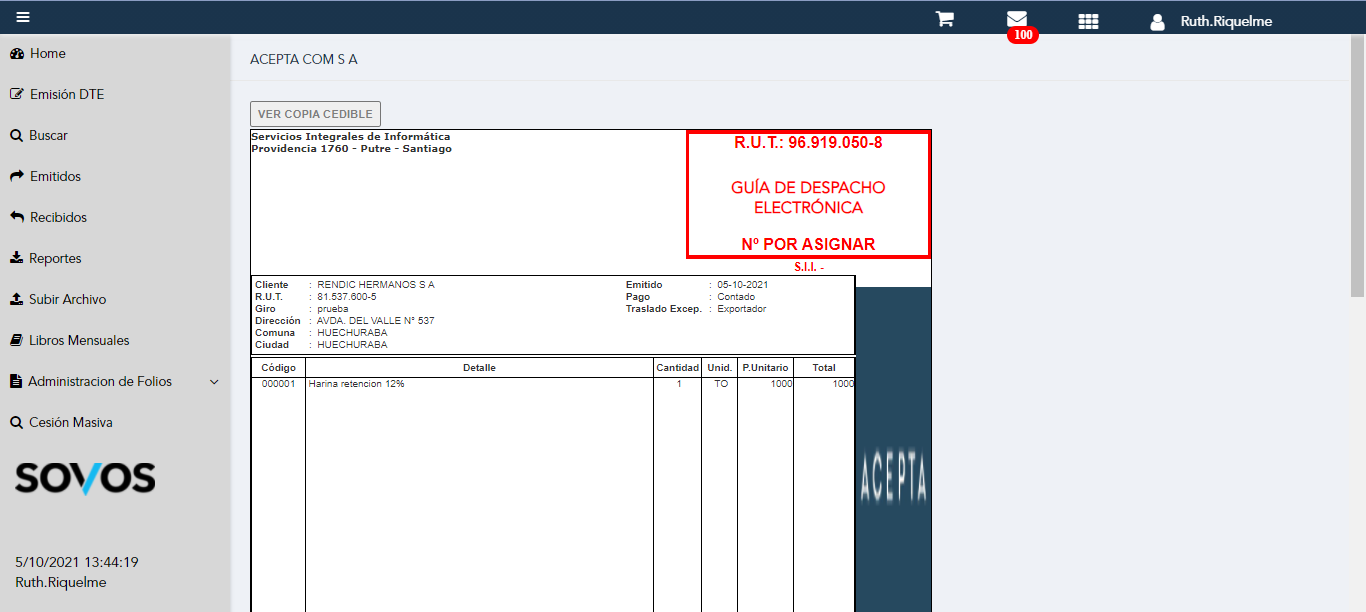 Ruth.Riquelme
100
Home
Emisión DTE
Buscar
Emitidos
Recibidos
Reportes
Subir Archivo
Libros Mensuales
Administracion de Folios
Cesión Masiva
SOVOS
5/10/2021 13:44:19
Ruth.Riquelme
ACEPTA COM S A
VER COPIA CEDIBLE
Servicios Integrales de Informática
Providencia 1760 - Putre - Santiago
R.U.T.: 96.919.050-8
GUÍA DE DESPACHO
ELECTRÓNICA
Nº POR ASIGNAR
S.I.I. -
Cliente : RENDIC HERMANOS S A
R.U.T. : 81.537.600-5
Giro : prueba
Dirección : AVDA. DEL VALLE N° 537
Comuna : HUECHURABA
Ciudad : HUECHURABA
Emitido : 05-10-2021
Pago : Contado
Traslado Excep. : Exportador
Código Detalle Cantidad Unid. P.Unitario Total
000001 Harina retencion 12% 1 TO 1000 1000
ACEPTA